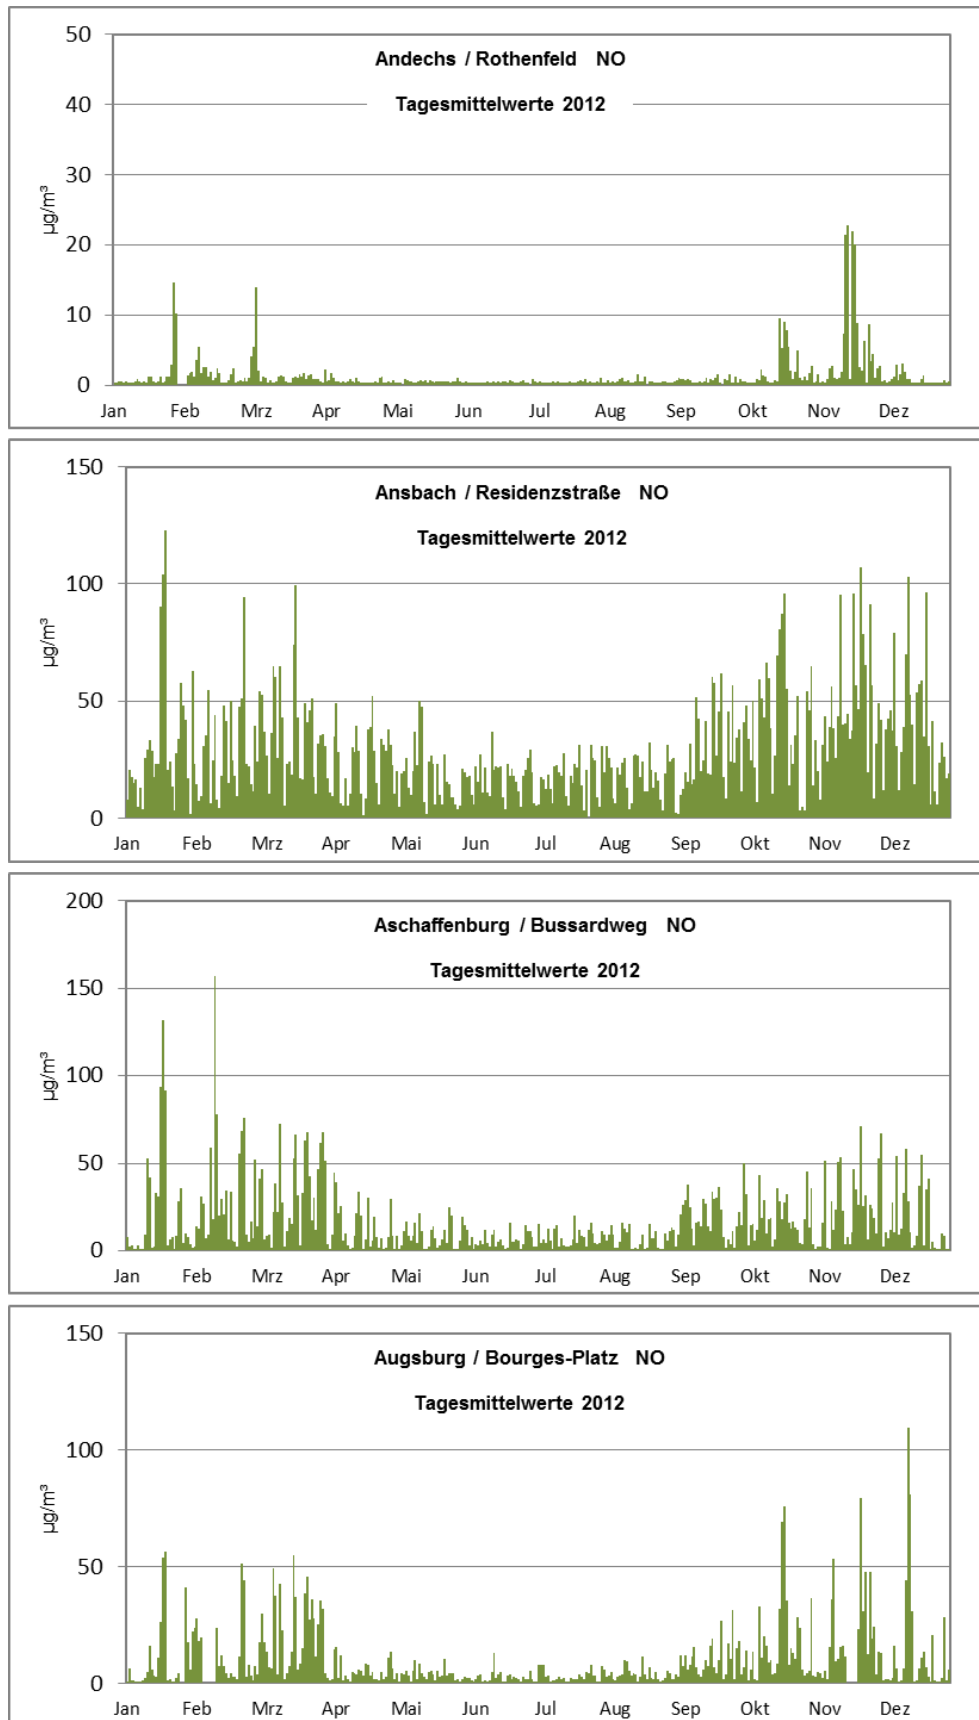 Andechs / Rothenfeld NO
Tagesmittelwerte 2012
µg/m³
50
40
30
20
10
0
Jan Feb Mrz Apr Mai Jun Jul Aug Sep Okt Nov Dez
Ansbach / Residenzstraße NO
Tagesmittelwerte 2012
µg/m³
150
100
50
0
Jan Feb Mrz Apr Mai Jun Jul Aug Sep Okt Nov Dez
Aschaffenburg / Bussardweg NO
Tagesmittelwerte 2012
µg/m³
200
150
100
50
0
Jan Feb Mrz Apr Mai Jun Jul Aug Sep Okt Nov Dez
Augsburg / Bourges-Platz NO
Tagesmittelwerte 2012
µg/m³
150
100
50
0
Jan Feb Mrz Apr Mai Jun Jul Aug Sep Okt Nov Dez